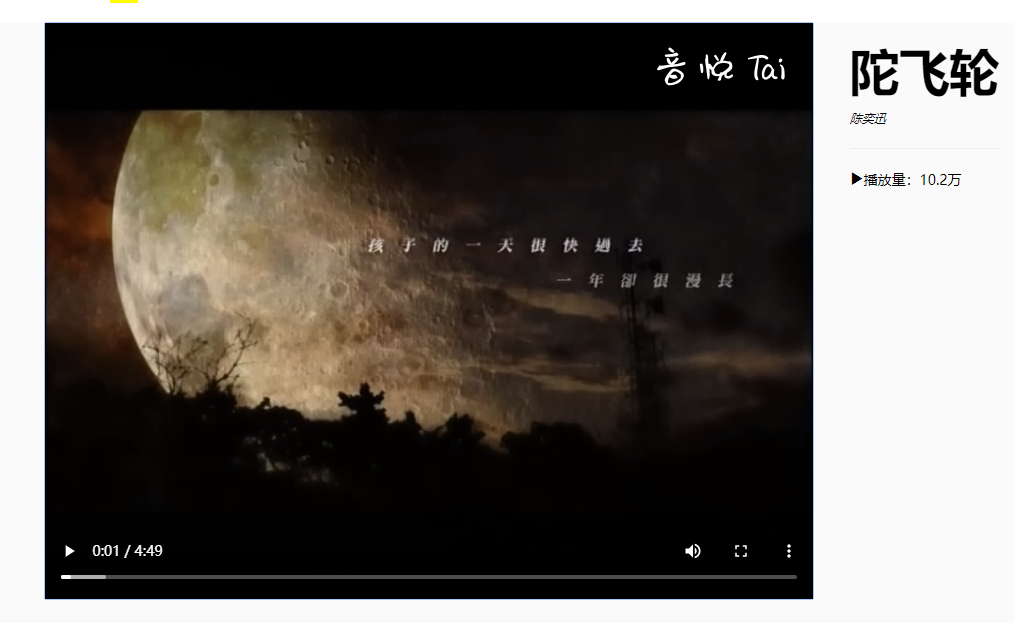 音悦Tai
孩子的一天很快過去
一年卻很漫長
0:01 / 4:49
陀飞轮
陈奕迅
▶播放量：10.2万